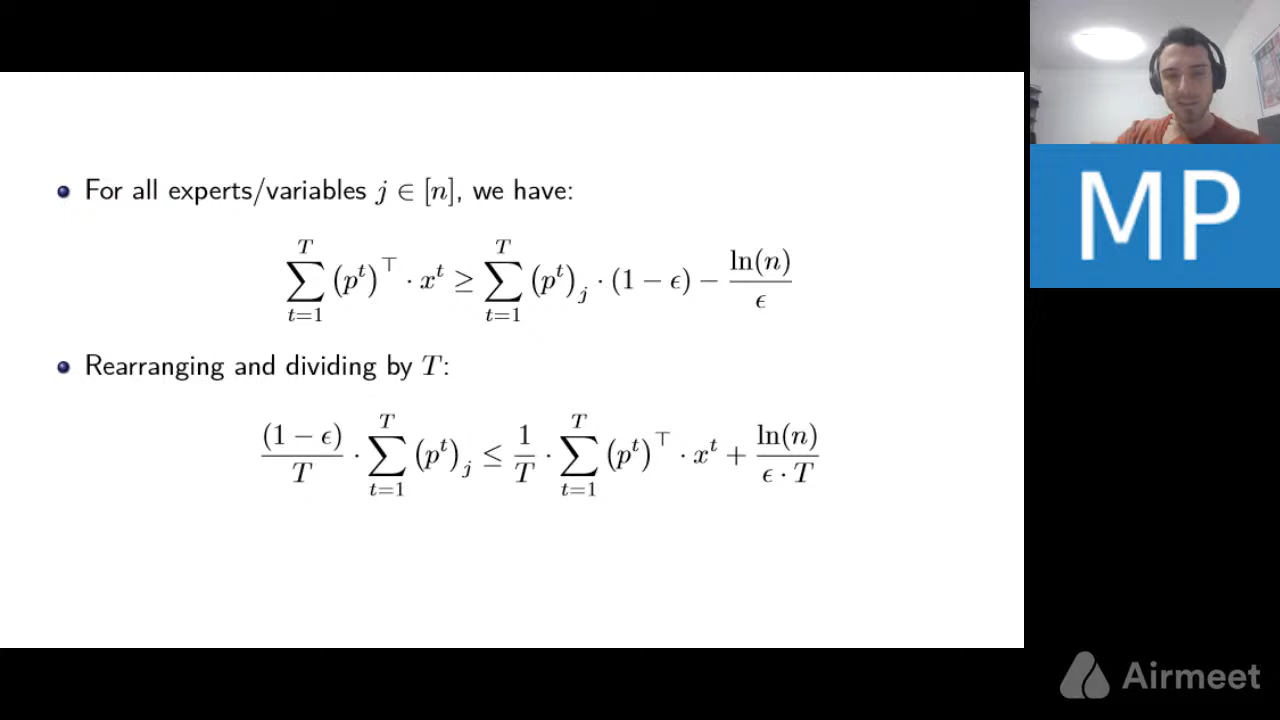 For all experts/variables j ∈ [n], we have:
∑_{t=1}^{T} (p^t)^⊤ · x^t ≥ ∑_{t=1}^{T} (p^t)_j · (1 − ϵ) − ln(n)/ϵ
Rearranging and dividing by T:
(1 − ϵ)/T · ∑_{t=1}^{T} (p^t)_j ≤ 1/T · ∑_{t=1}^{T} (p^t)^⊤ · x^t + ln(n)/(ϵ · T)
MP
Airmeet